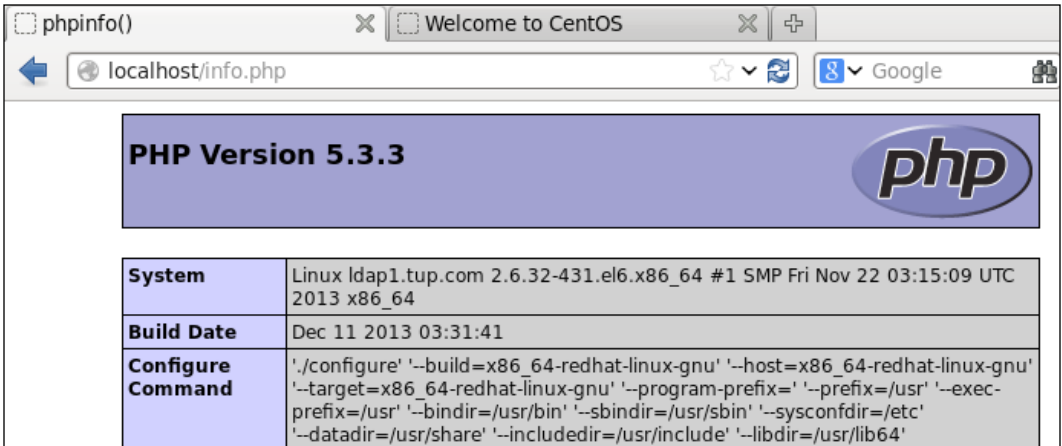 phpinfo()
Welcome to CentOS
localhost/info.php
8
Google
PHP Version 5.3.3
php
System
Linux ldap1.tup.com 2.6.32-431.el6.x86_64 #1 SMP Fri Nov 22 03:15:09 UTC
2013 x86_64
Build Date
Dec 11 2013 03:31:41
Configure
Command
'./configure' '--build=x86_64-redhat-linux-gnu' '--host=x86_64-redhat-linux-gnu'
'--target=x86_64-redhat-linux-gnu' '--program-prefix=' '--prefix=/usr' '--exec-
prefix=/usr' '--bindir=/usr/bin' '--sbindir=/usr/sbin' '--sysconfdir=/etc'
'--datadir=/usr/share' '--includedir=/usr/include' '--libdir=/usr/lib64'